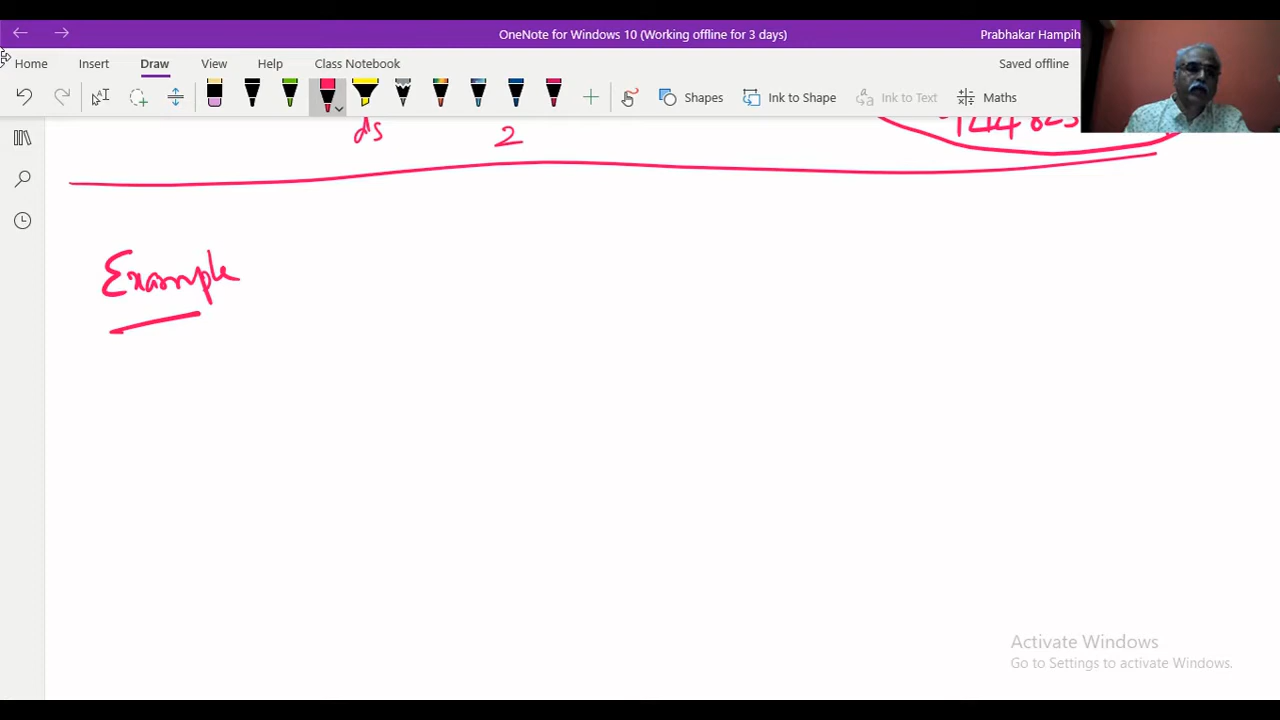 OneNote for Windows 10 (Working offline for 3 days)
Prabhakar Hampih
Home Insert Draw View Help Class Notebook Saved offline
Shapes Ink to Shape Ink to Text Maths
ds 2
Example
Activate Windows
Go to Settings to activate Windows.